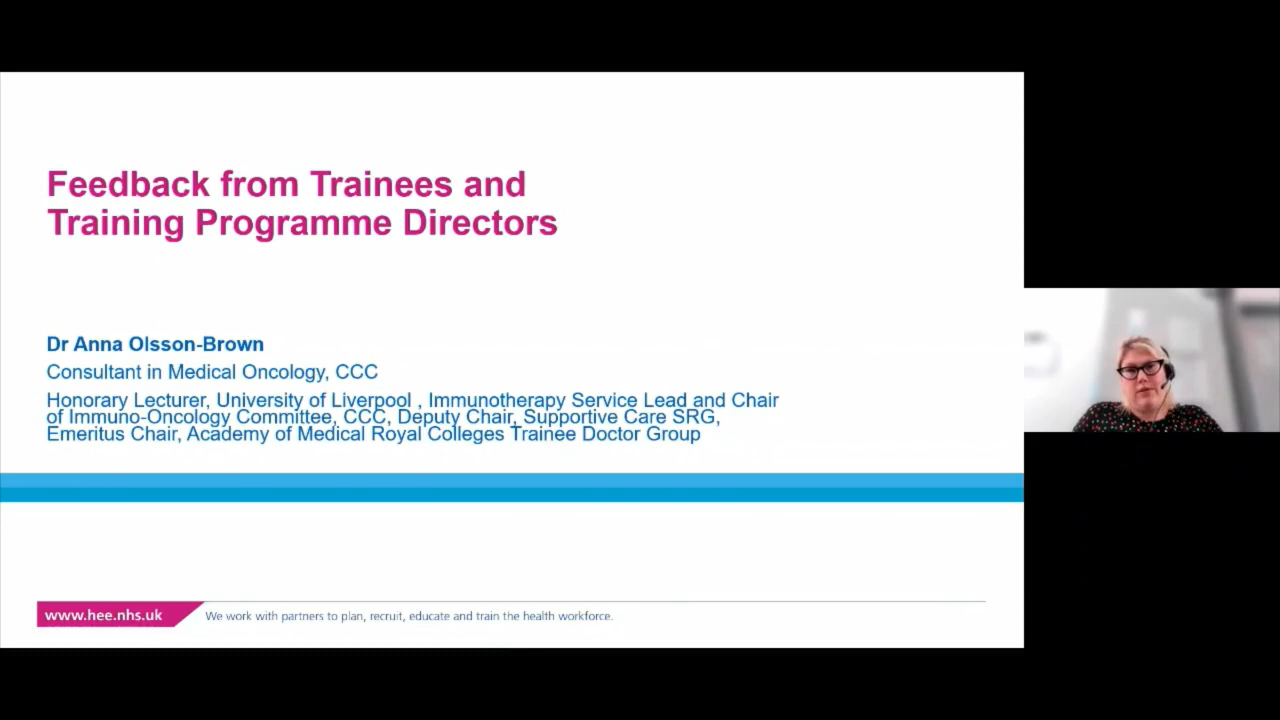 Feedback from Trainees and
Training Programme Directors
Dr Anna Olsson-Brown
Consultant in Medical Oncology, CCC
Honorary Lecturer, University of Liverpool , Immunotherapy Service Lead and Chair
of Immuno-Oncology Committee, CCC, Deputy Chair, Supportive Care SRG,
Emeritus Chair, Academy of Medical Royal Colleges Trainee Doctor Group
www.hee.nhs.uk
We work with partners to plan, recruit, educate and train the health workforce.